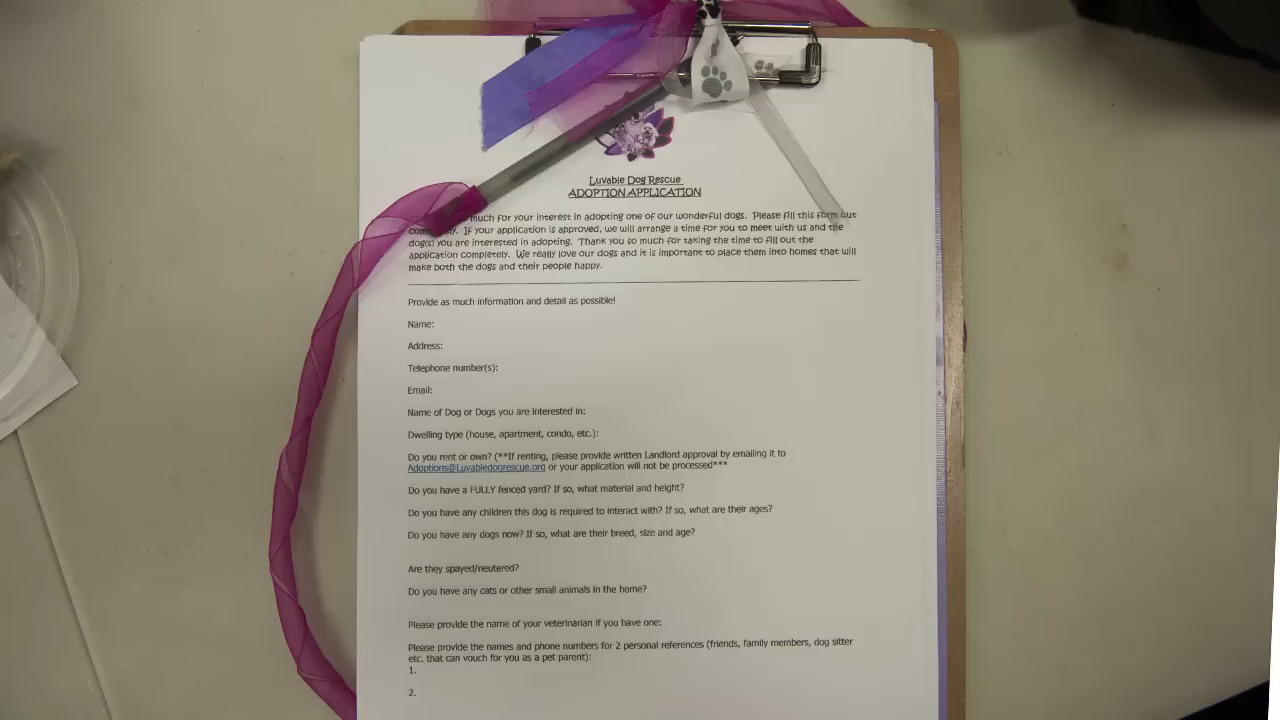 Luvable Dog Rescue
ADOPTION APPLICATION
much for your interest in adopting one of our wonderful dogs. Please fill this form out
completely. If your application is approved, we will arrange a time for you to meet with us and the
dog(s) you are interested in adopting. Thank you so much for taking the time to fill out the
application completely. We really love our dogs and it is important to place them into homes that will
make both the dogs and their people happy.
Provide as much information and detail as possible!
Name:
Address:
Telephone number(s):
Email:
Name of Dog or Dogs you are interested in:
Dwelling type (house, apartment, condo, etc.):
Do you rent or own? (**If renting, please provide written Landlord approval by emailing it to
Adoptions@Luvabledogrescue.org or your application will not be processed***
Do you have a FULLY fenced yard? If so, what material and height?
Do you have any children this dog is required to interact with? If so, what are their ages?
Do you have any dogs now? If so, what are their breed, size and age?
Are they spayed/neutered?
Do you have any cats or other small animals in the home?
Please provide the name of your veterinarian if you have one:
Please provide the names and phone numbers for 2 personal references (friends, family members, dog sitter
etc. that can vouch for you as a pet parent):
1.
2.